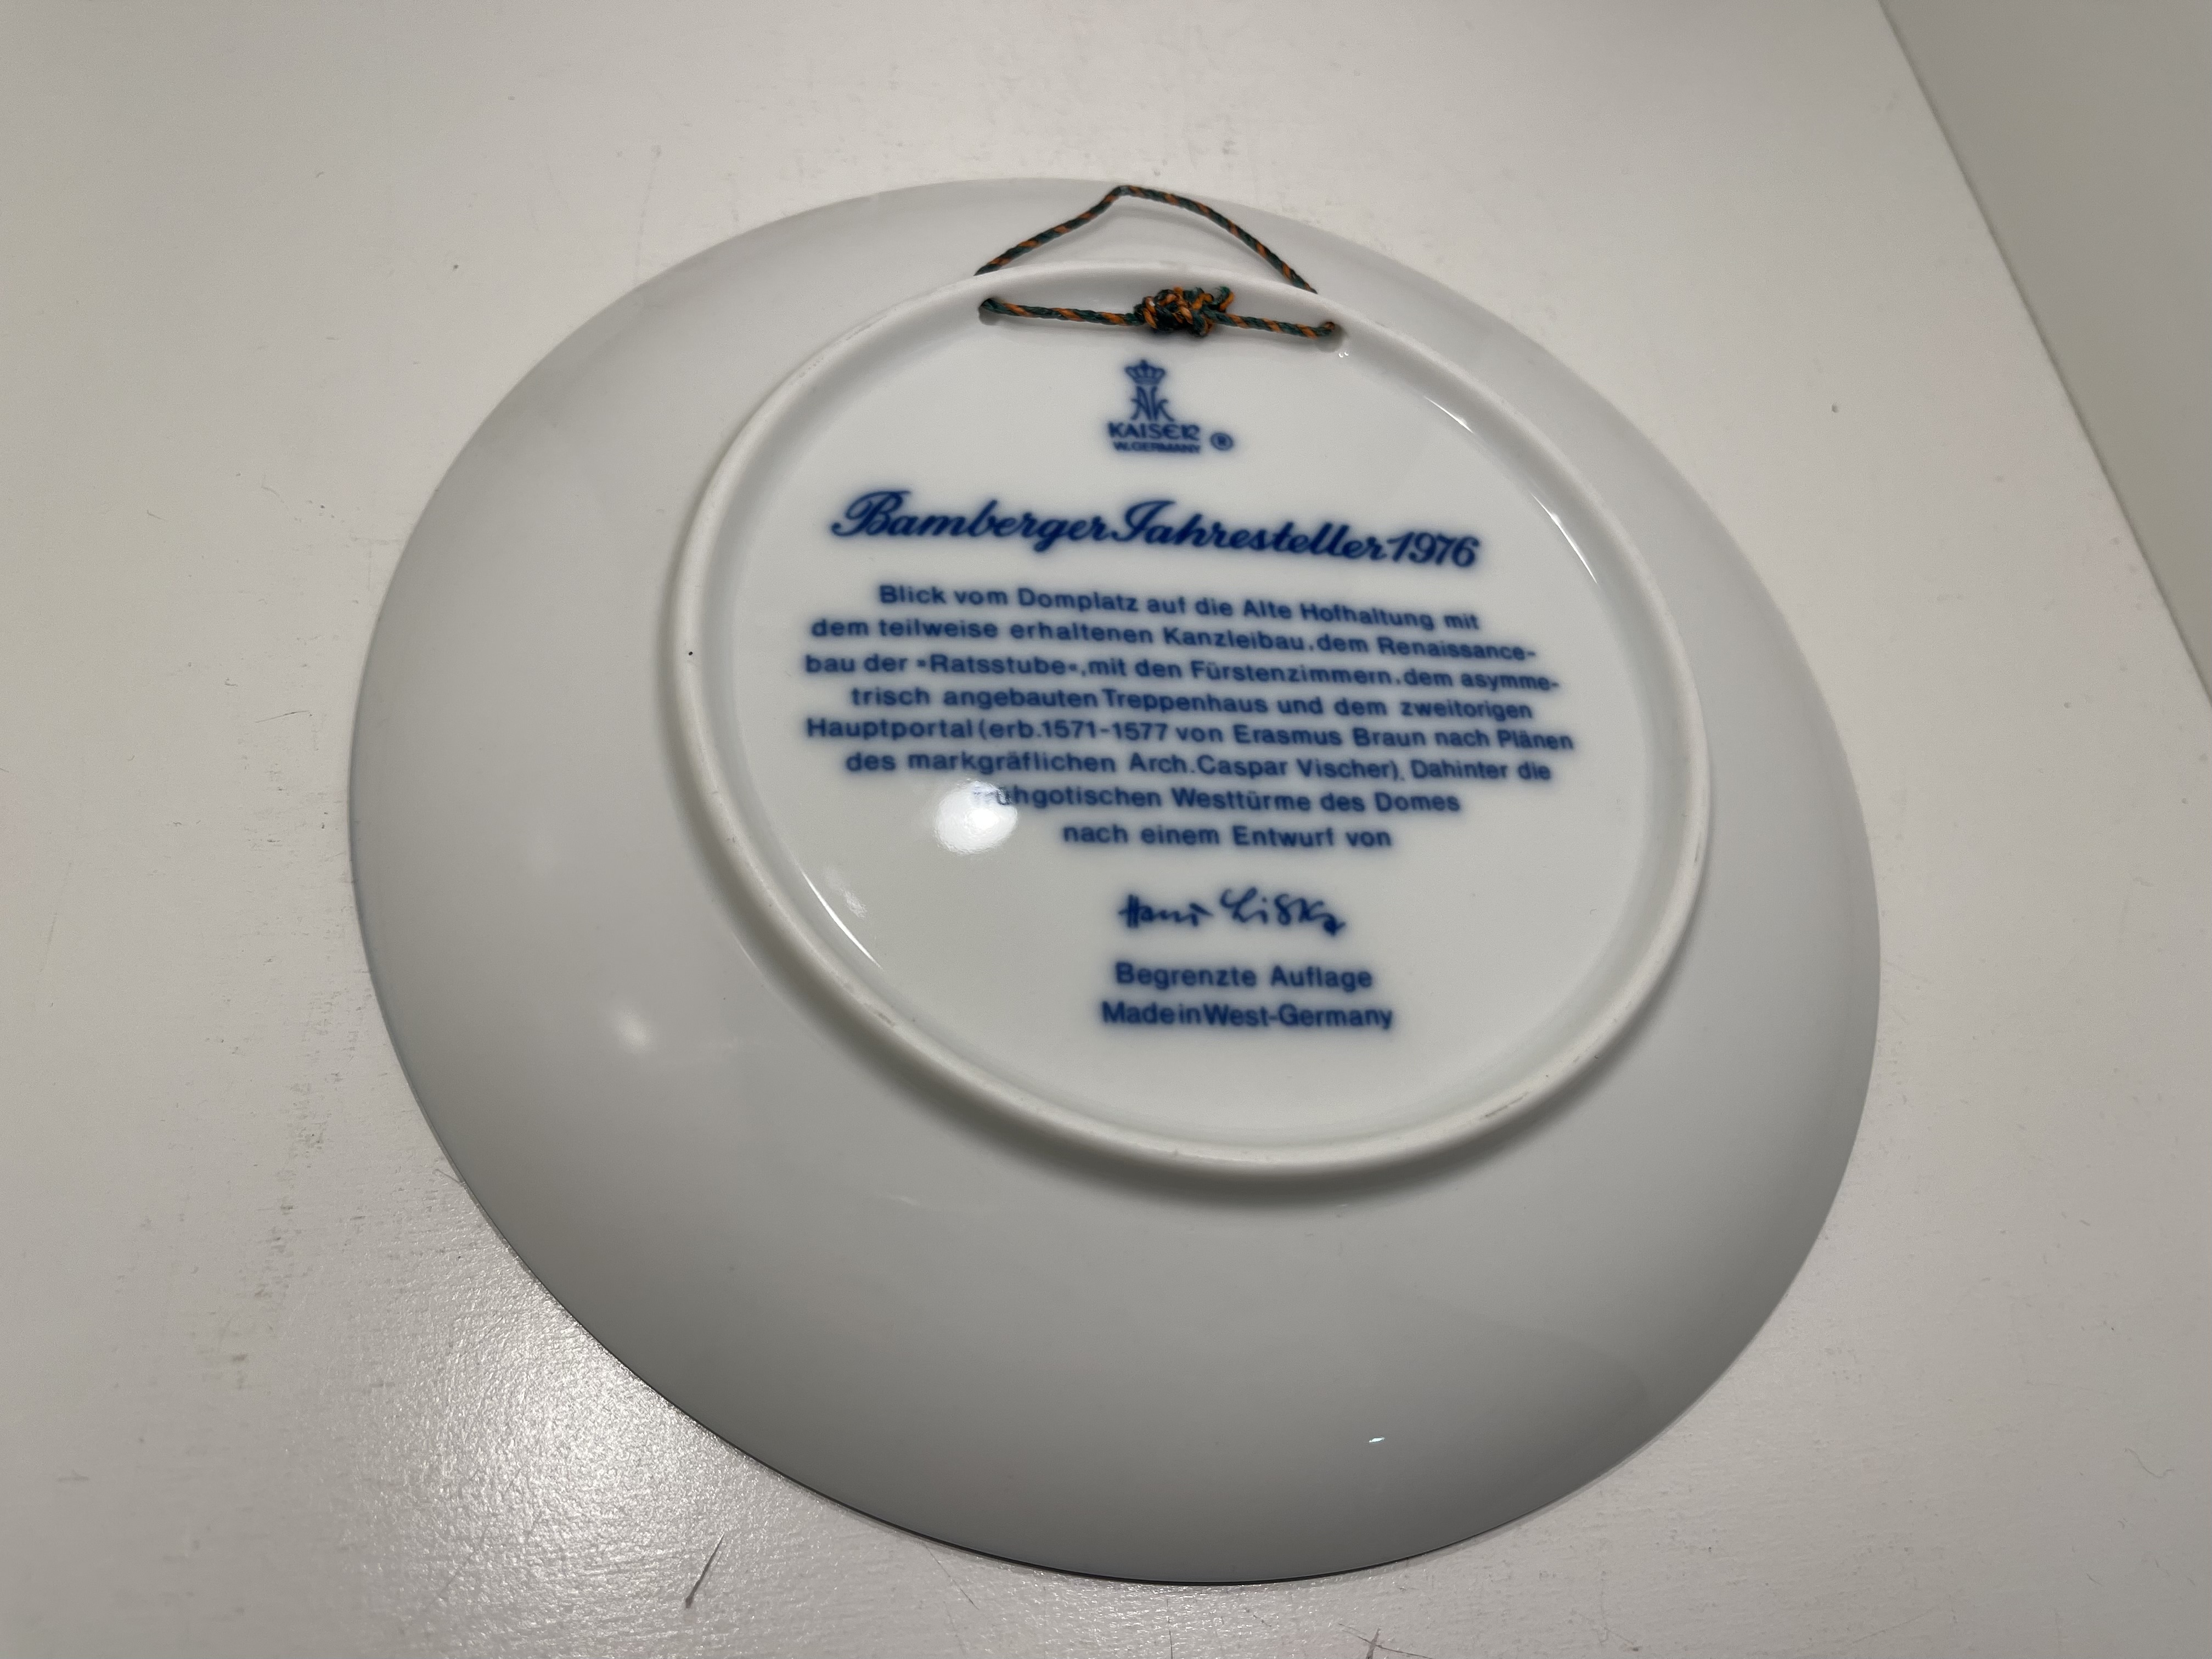 AK
KAISER ®
W.GERMANY
Bamberger Jahresteller 1976
Blick vom Domplatz auf die Alte Hofhaltung mit
dem teilweise erhaltenen Kanzleibau, dem Renaissance-
bau der »Ratsstube«, mit den Fürstenzimmern, dem asymme-
trisch angebauten Treppenhaus und dem zweitorigen
Hauptportal (erb. 1571-1577 von Erasmus Braun nach Plänen
des markgräflichen Arch. Caspar Vischer). Dahinter die
frühgotischen Westtürme des Domes
nach einem Entwurf von
Hans Liska
Begrenzte Auflage
Made in West-Germany